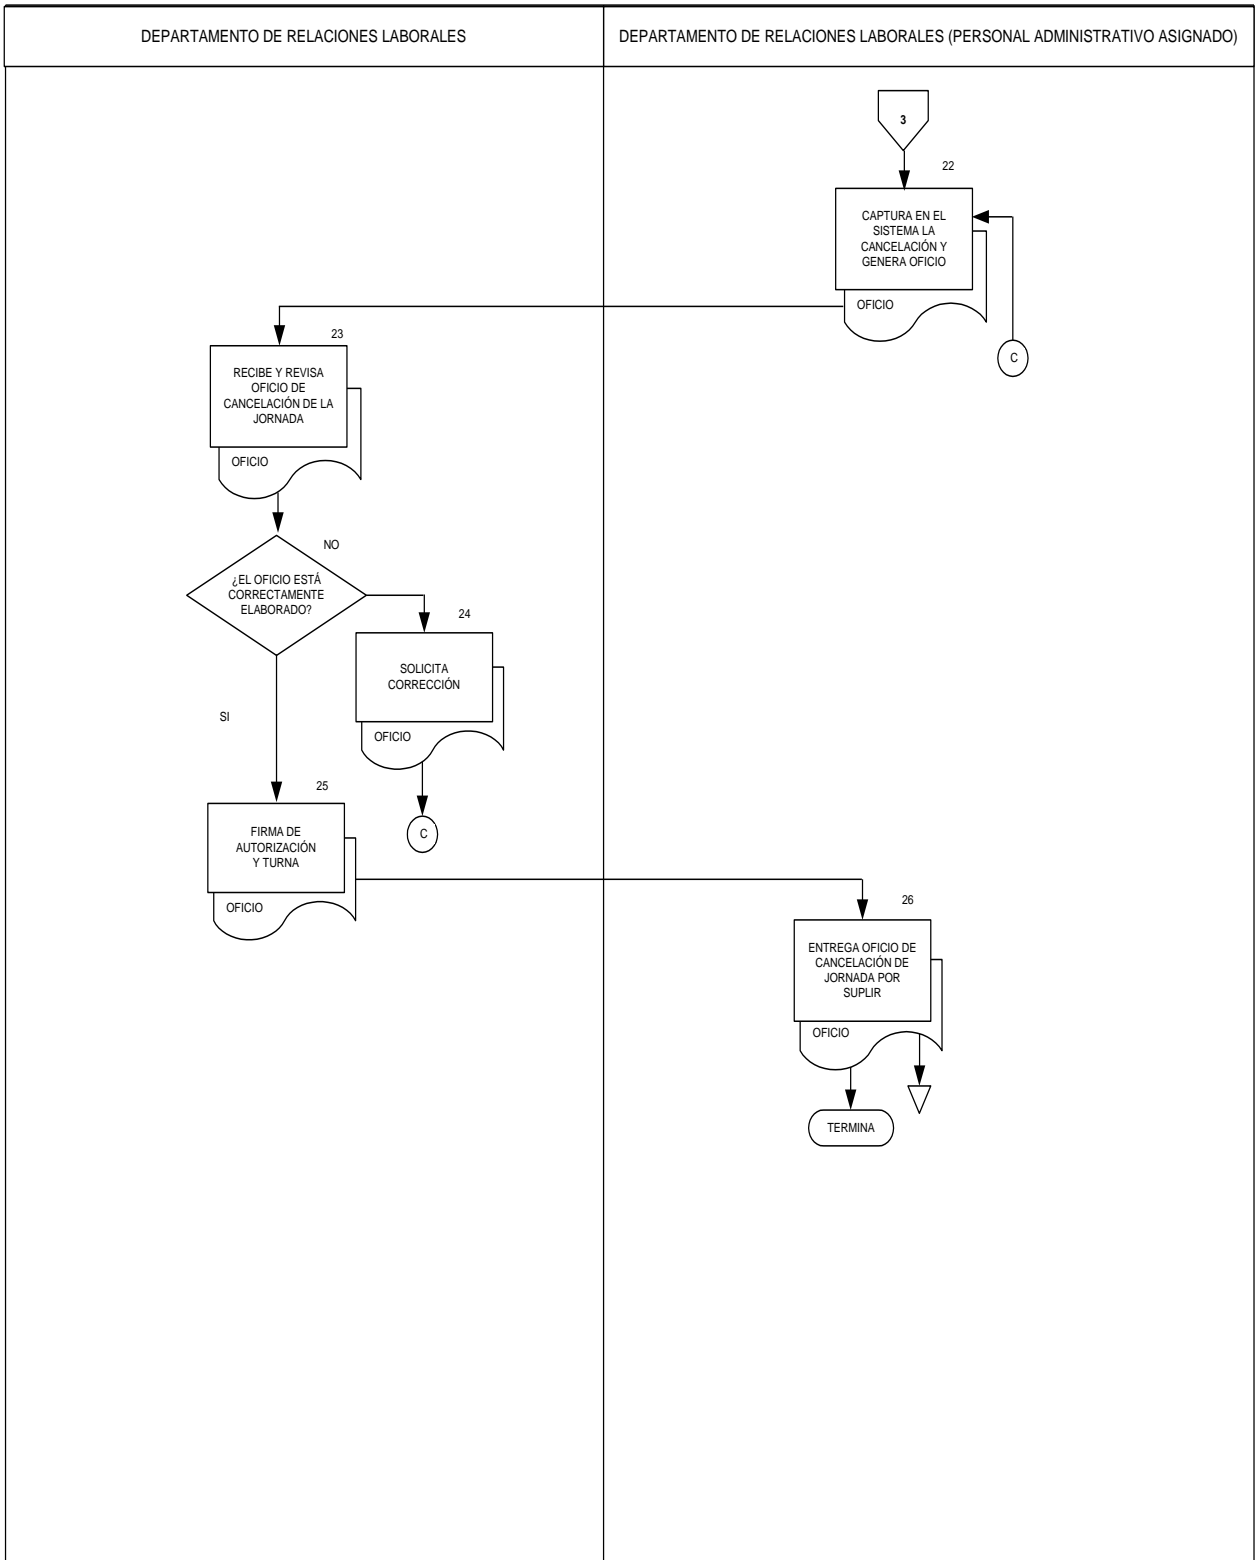 DEPARTAMENTO DE RELACIONES LABORALES
DEPARTAMENTO DE RELACIONES LABORALES (PERSONAL ADMINISTRATIVO ASIGNADO)
3
22
CAPTURA EN EL
SISTEMA LA
CANCELACIÓN Y
GENERA OFICIO
OFICIO
C
23
RECIBE Y REVISA
OFICIO DE
CANCELACIÓN DE LA
JORNADA
OFICIO
NO
¿EL OFICIO ESTÁ
CORRECTAMENTE
ELABORADO?
24
SOLICITA
CORRECCIÓN
OFICIO
C
SI
25
FIRMA DE
AUTORIZACIÓN
Y TURNA
OFICIO
26
ENTREGA OFICIO DE
CANCELACIÓN DE
JORNADA POR
SUPLIR
OFICIO
TERMINA